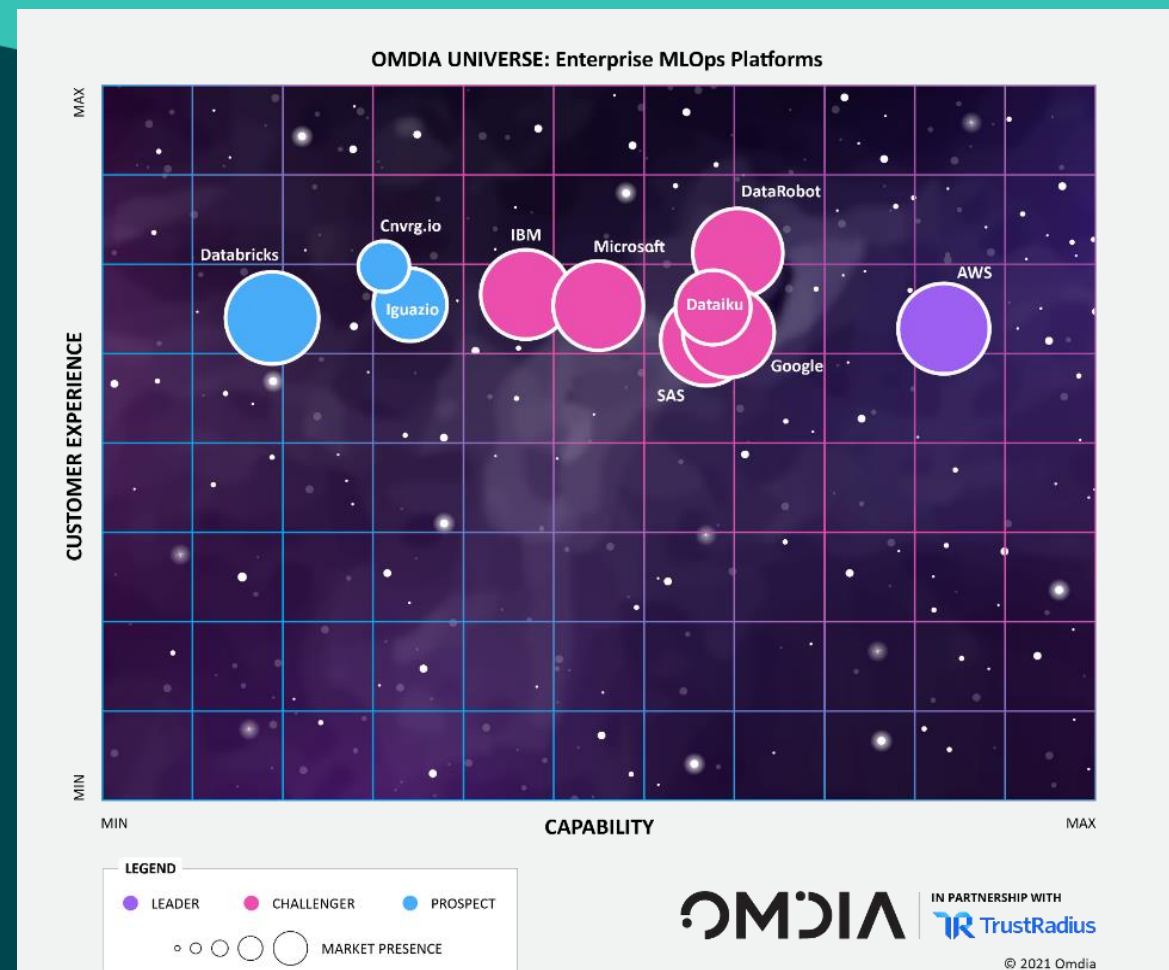 OMDIA UNIVERSE: Enterprise MLOps Platforms
MAX
CUSTOMER EXPERIENCE
MIN
DataRobot
Cnvrg.io
IBM
Microsoft
Databricks
AWS
Iguazio
Dataiku
Google
SAS
MIN
CAPABILITY
MAX
LEGEND
LEADER
CHALLENGER
PROSPECT
MARKET PRESENCE
OMDIA
IN PARTNERSHIP WITH
TR TrustRadius
© 2021 Omdia